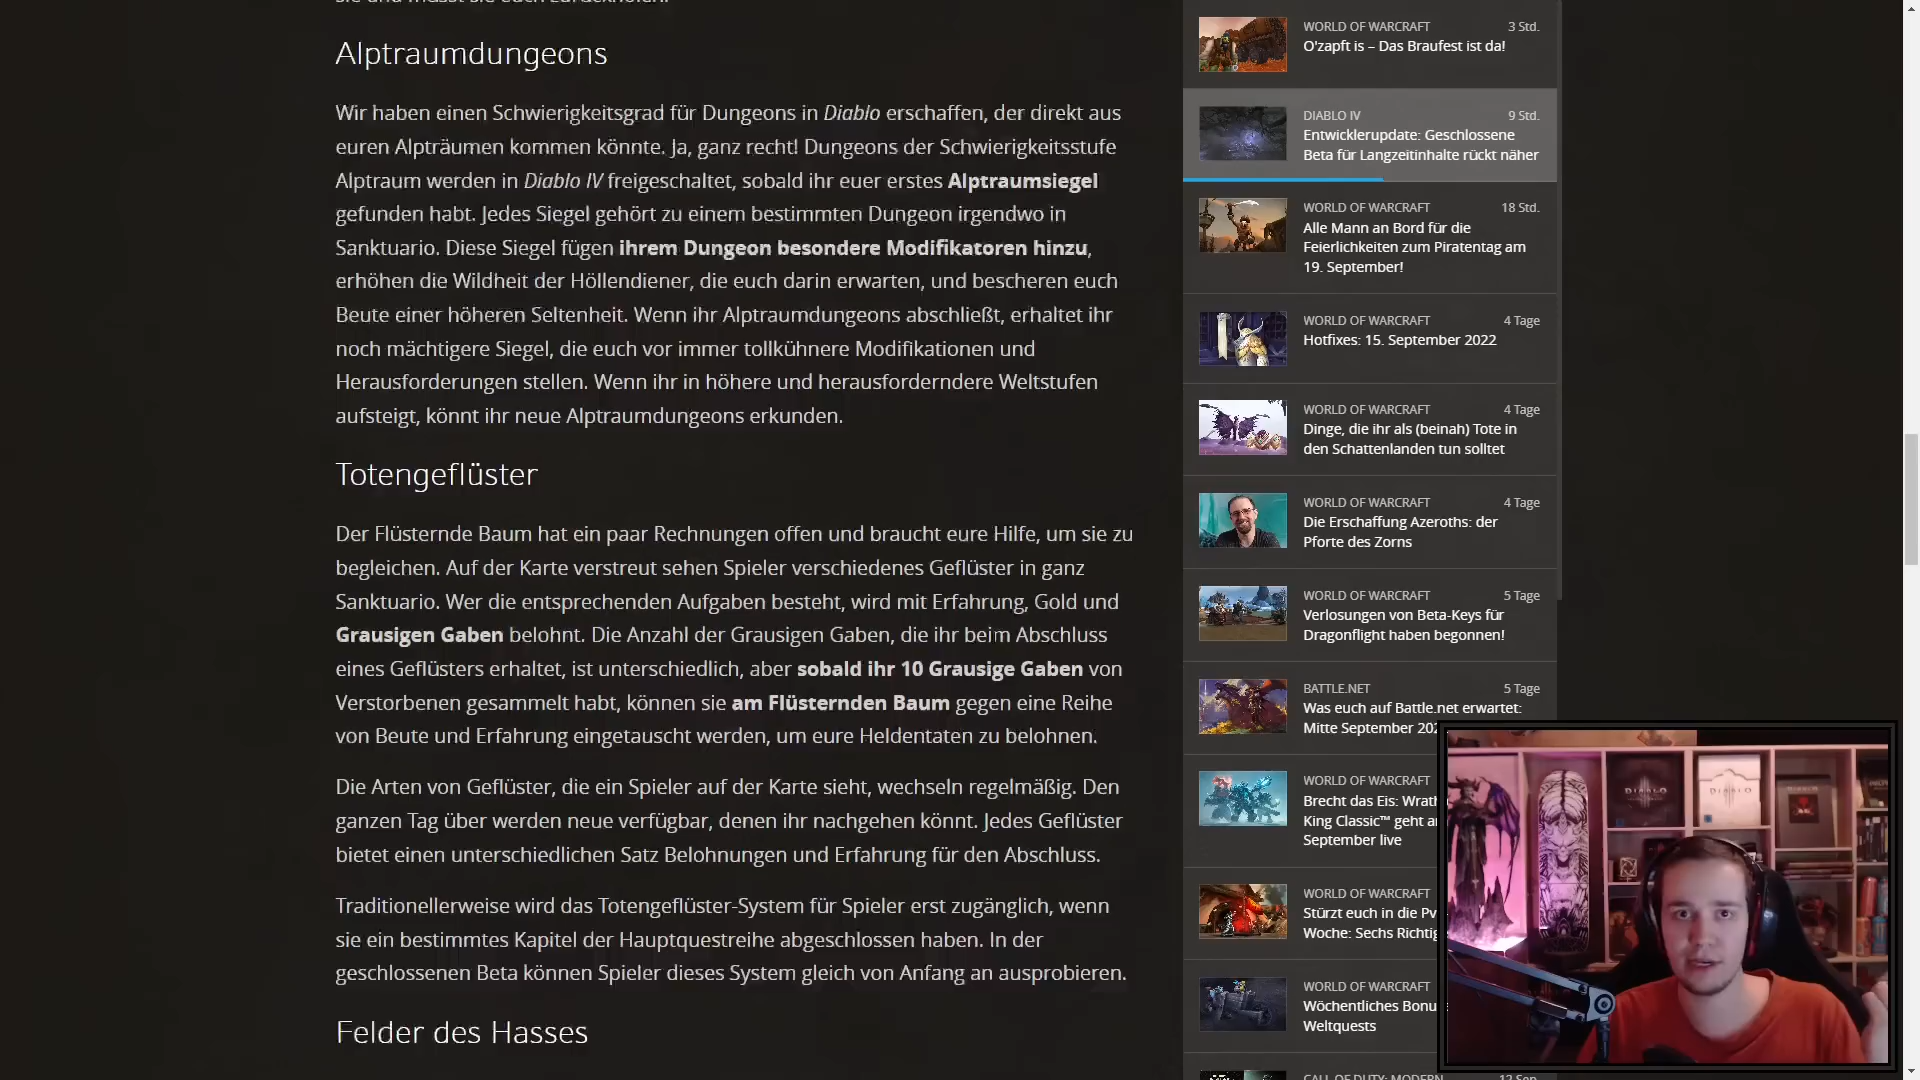 Alptraumdungeons
Wir haben einen Schwierigkeitsgrad für Dungeons in Diablo erschaffen, der direkt aus
euren Alpträumen kommen könnte. Ja, ganz recht! Dungeons der Schwierigkeitsstufe
Alptraum werden in Diablo IV freigeschaltet, sobald ihr euer erstes Alptraumsiegel
gefunden habt. Jedes Siegel gehört zu einem bestimmten Dungeon irgendwo in
Sanktuario. Diese Siegel fügen ihrem Dungeon besondere Modifikatoren hinzu,
erhöhen die Wildheit der Höllendiener, die euch darin erwarten, und bescheren euch
Beute einer höheren Seltenheit. Wenn ihr Alptraumdungeons abschließt, erhaltet ihr
noch mächtigere Siegel, die euch vor immer tollkühnere Modifikationen und
Herausforderungen stellen. Wenn ihr in höhere und herausforderndere Weltstufen
aufsteigt, könnt ihr neue Alptraumdungeons erkunden.
Totengeflüster
Der Flüsternde Baum hat ein paar Rechnungen offen und braucht eure Hilfe, um sie zu
begleichen. Auf der Karte verstreut sehen Spieler verschiedenes Geflüster in ganz
Sanktuario. Wer die entsprechenden Aufgaben besteht, wird mit Erfahrung, Gold und
Grausigen Gaben belohnt. Die Anzahl der Grausigen Gaben, die ihr beim Abschluss
eines Geflüsters erhaltet, ist unterschiedlich, aber sobald ihr 10 Grausige Gaben von
Verstorbenen gesammelt habt, können sie am Flüsternden Baum gegen eine Reihe
von Beute und Erfahrung eingetauscht werden, um eure Heldentaten zu belohnen.
Die Arten von Geflüster, die ein Spieler auf der Karte sieht, wechseln regelmäßig. Den
ganzen Tag über werden neue verfügbar, denen ihr nachgehen könnt. Jedes Geflüster
bietet einen unterschiedlichen Satz Belohnungen und Erfahrung für den Abschluss.
Traditionellerweise wird das Totengeflüster-System für Spieler erst zugänglich, wenn
sie ein bestimmtes Kapitel der Hauptquestreihe abgeschlossen haben. In der
geschlossenen Beta können Spieler dieses System gleich von Anfang an ausprobieren.
Felder des Hasses
WORLD OF WARCRAFT 3 Std.
O'zapft is – Das Braufest ist da!
DIABLO IV 9 Std.
Entwicklerupdate: Geschlossene
Beta für Langzeitinhalte rückt näher
WORLD OF WARCRAFT 18 Std.
Alle Mann an Bord für die
Feierlichkeiten zum Piratentag am
19. September!
WORLD OF WARCRAFT 4 Tage
Hotfixes: 15. September 2022
WORLD OF WARCRAFT 4 Tage
Dinge, die ihr als (beinah) Tote in
den Schattenlanden tun solltet
WORLD OF WARCRAFT 4 Tage
Die Erschaffung Azeroths: der
Pforte des Zorns
WORLD OF WARCRAFT 5 Tage
Verlosungen von Beta-Keys für
Dragonflight haben begonnen!
BATTLE.NET 5 Tage
Was euch auf Battle.net erwartet:
Mitte September 202
WORLD OF WARCRAFT
Brecht das Eis: Wrath
King Classic™ geht a
September live
WORLD OF WARCRAFT
Stürzt euch in die Pv
Woche: Sechs Richtig
WORLD OF WARCRAFT
Wöchentliches Bonu
Weltquests
CALL OF DUTY: MODERN 12 Sep.
DIABLO
DIABLO